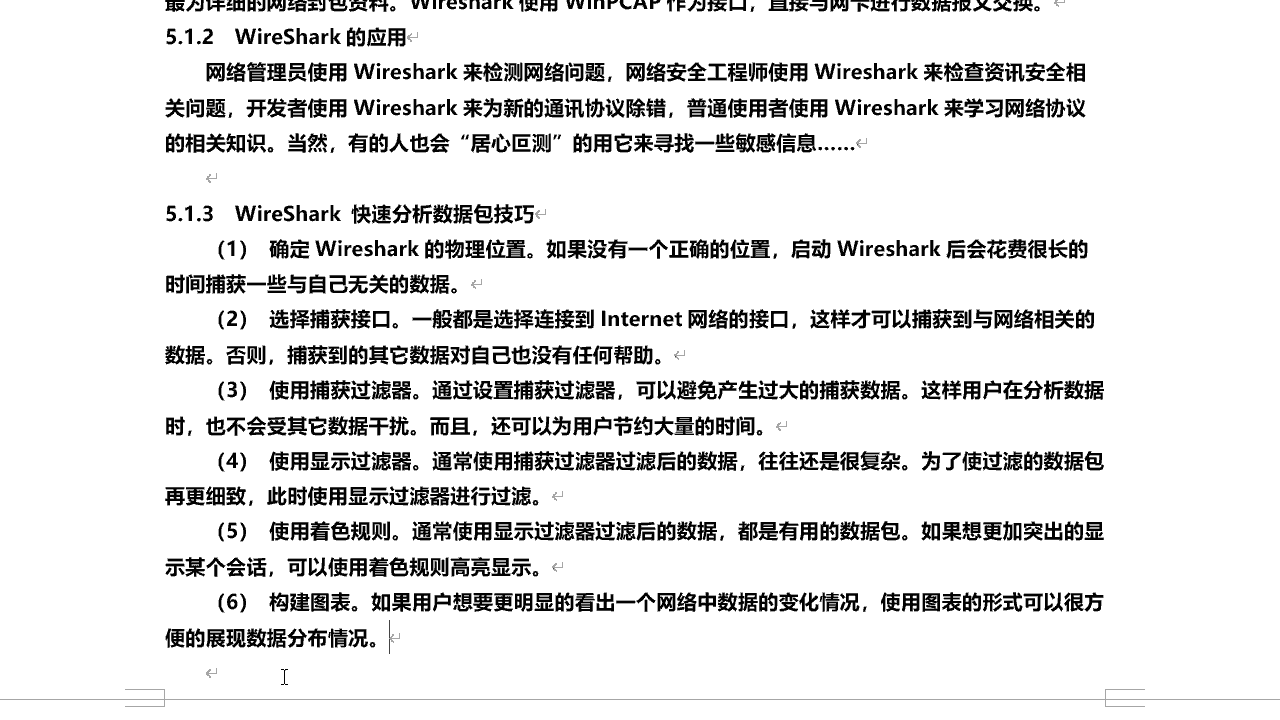 最为详细的网络封包资料。Wireshark 使用 WinPCAP 作为接口，直接与网卡进行数据报文交换。
5.1.2 WireShark 的应用
网络管理员使用 Wireshark 来检测网络问题，网络安全工程师使用 Wireshark 来检查资讯安全相
关问题，开发者使用 Wireshark 来为新的通讯协议除错，普通使用者使用 Wireshark 来学习网络协议
的相关知识。当然，有的人也会“居心叵测”的用它来寻找一些敏感信息……
5.1.3 WireShark 快速分析数据包技巧
（1） 确定 Wireshark 的物理位置。如果没有一个正确的位置，启动 Wireshark 后会花费很长的
时间捕获一些与自己无关的数据。
（2） 选择捕获接口。一般都是选择连接到 Internet 网络的接口，这样才可以捕获到与网络相关的
数据。否则，捕获到的其它数据对自己也没有任何帮助。
（3） 使用捕获过滤器。通过设置捕获过滤器，可以避免产生过大的捕获数据。这样用户在分析数据
时，也不会受其它数据干扰。而且，还可以为用户节约大量的时间。
（4） 使用显示过滤器。通常使用捕获过滤器过滤后的数据，往往还是很复杂。为了使过滤的数据包
再更细致，此时使用显示过滤器进行过滤。
（5） 使用着色规则。通常使用显示过滤器过滤后的数据，都是有用的数据包。如果想更加突出的显
示某个会话，可以使用着色规则高亮显示。
（6） 构建图表。如果用户想要更明显的看出一个网络中数据的变化情况，使用图表的形式可以很方
便的展现数据分布情况。